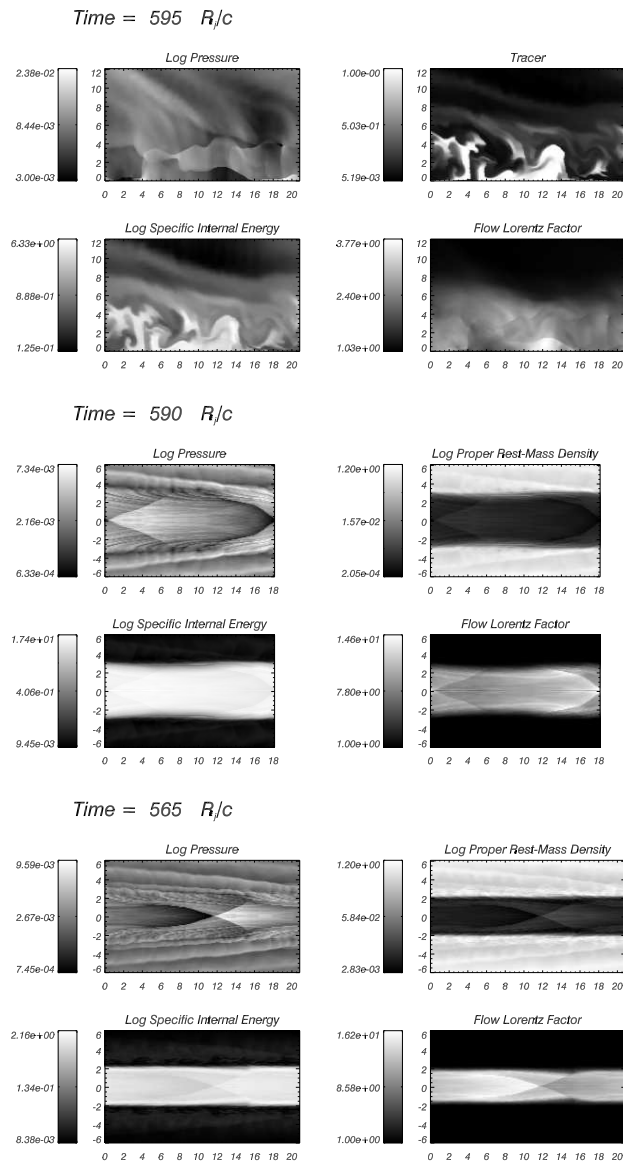 Time = 595 Rj/c
Log Pressure
2.38e-02
8.44e-03
3.00e-03
12
10
8
6
4
2
0
0 2 4 6 8 10 12 14 16 18 20
Tracer
1.00e-00
5.03e-01
5.19e-03
12
10
8
6
4
2
0
0 2 4 6 8 10 12 14 16 18 20
Log Specific Internal Energy
6.33e+00
8.88e-01
1.25e-01
12
10
8
6
4
2
0
0 2 4 6 8 10 12 14 16 18 20
Flow Lorentz Factor
3.77e+00
2.40e+00
1.03e+00
12
10
8
6
4
2
0
0 2 4 6 8 10 12 14 16 18 20
Time = 590 Rj/c
Log Pressure
7.34e-03
2.16e-03
6.33e-04
6
4
2
0
-2
-4
-6
0 2 4 6 8 10 12 14 16 18
Log Proper Rest-Mass Density
1.20e+00
1.57e-02
2.05e-04
6
4
2
0
-2
-4
-6
0 2 4 6 8 10 12 14 16 18
Log Specific Internal Energy
1.74e+01
4.06e-01
9.45e-03
6
4
2
0
-2
-4
-6
0 2 4 6 8 10 12 14 16 18
Flow Lorentz Factor
1.46e+01
7.80e+00
1.00e+00
6
4
2
0
-2
-4
-6
0 2 4 6 8 10 12 14 16 18
Time = 565 Rj/c
Log Pressure
9.59e-03
2.67e-03
7.45e-04
6
4
2
0
-2
-4
-6
0 2 4 6 8 10 12 14 16 18 20
Log Proper Rest-Mass Density
1.20e+00
5.84e-02
2.83e-03
6
4
2
0
-2
-4
-6
0 2 4 6 8 10 12 14 16 18 20
Log Specific Internal Energy
2.16e+00
1.34e-01
8.38e-03
6
4
2
0
-2
-4
-6
0 2 4 6 8 10 12 14 16 18 20
Flow Lorentz Factor
1.62e+01
8.58e+00
1.00e+00
6
4
2
0
-2
-4
-6
0 2 4 6 8 10 12 14 16 18 20